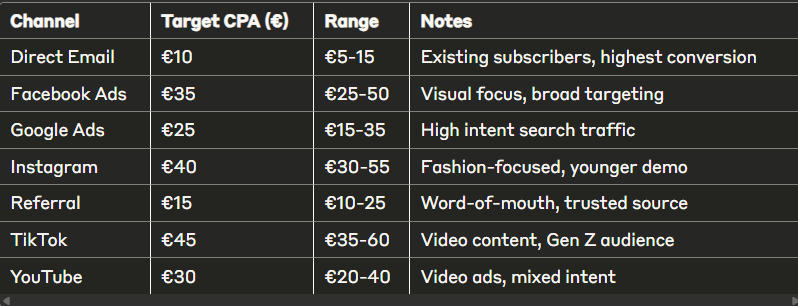 Channel Target CPA (€) Range Notes
Direct Email €10 €5-15 Existing subscribers, highest conversion
Facebook Ads €35 €25-50 Visual focus, broad targeting
Google Ads €25 €15-35 High intent search traffic
Instagram €40 €30-55 Fashion-focused, younger demo
Referral €15 €10-25 Word-of-mouth, trusted source
TikTok €45 €35-60 Video content, Gen Z audience
YouTube €30 €20-40 Video ads, mixed intent